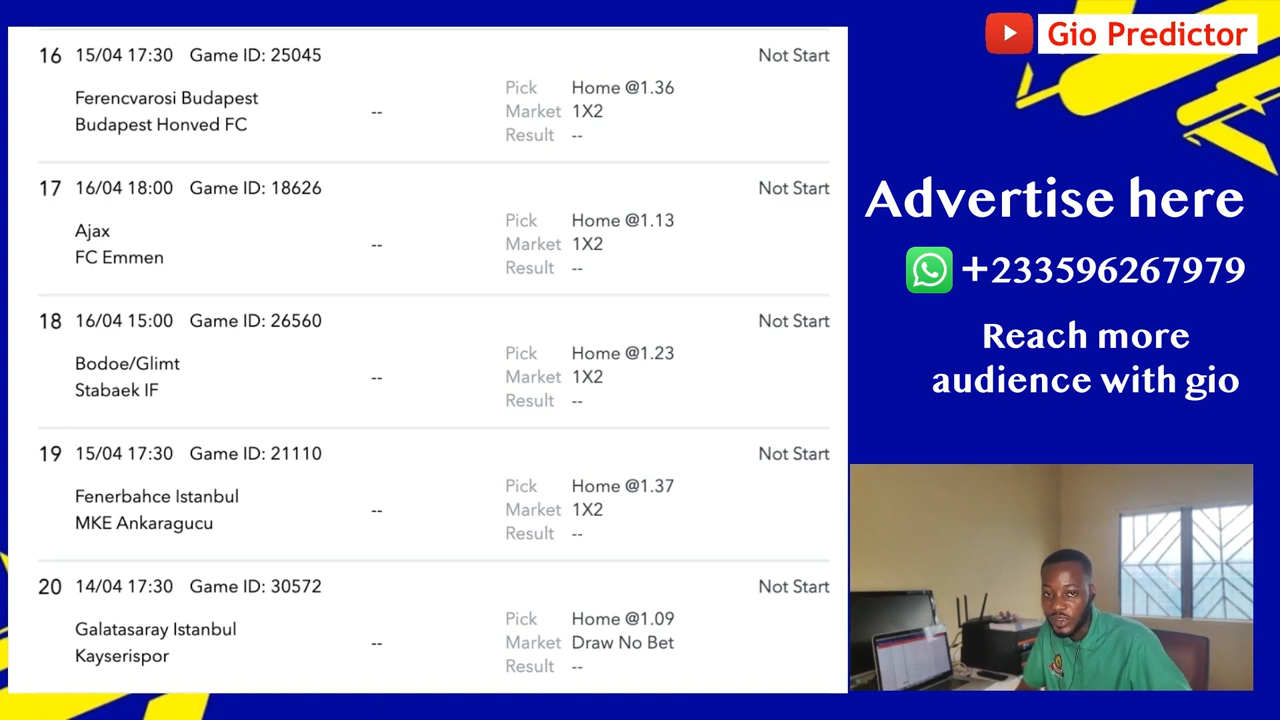 16 15/04 17:30 Game ID: 25045 Not Start
Pick Home @1.36
Ferencvarosi Budapest
Market 1X2
Budapest Honved FC
--
Result --
17 16/04 18:00 Game ID: 18626 Not Start
Pick Home @1.13
Ajax
Market 1X2
FC Emmen
--
Result --
18 16/04 15:00 Game ID: 26560 Not Start
Pick Home @1.23
Bodoe/Glimt
Market 1X2
Stabaek IF
--
Result --
19 15/04 17:30 Game ID: 21110 Not Start
Pick Home @1.37
Fenerbahce Istanbul
Market 1X2
MKE Ankaragucu
--
Result --
20 14/04 17:30 Game ID: 30572 Not Start
Pick Home @1.09
Galatasaray Istanbul
Market Draw No Bet
Kayserispor
--
Result --
Gio Predictor
Advertise here
+233596267979
Reach more
audience with gio